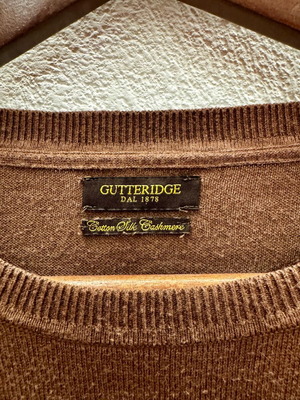 GUTTERIDGE
DAL 1878
Cotton Silk Cashmere